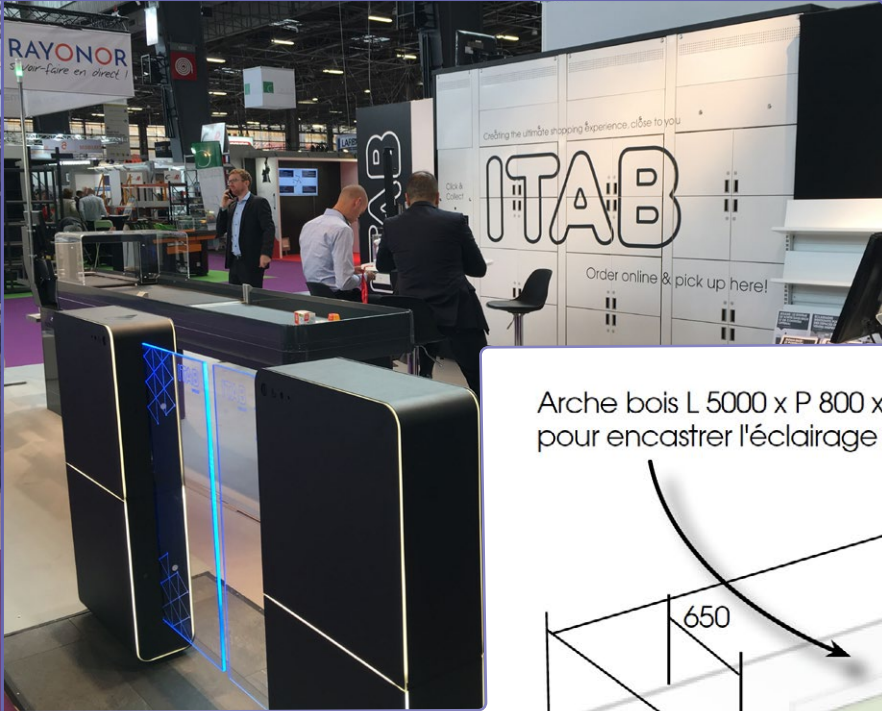 RAYONOR
savoir-faire en direct !
ITAB
Creating the ultimate shopping experience, close to you
Click &
Collect
ITAB
Order online & pick up here!
ITAB
Arche bois L 5000 x P 800 x
pour encastrer l'éclairage
650